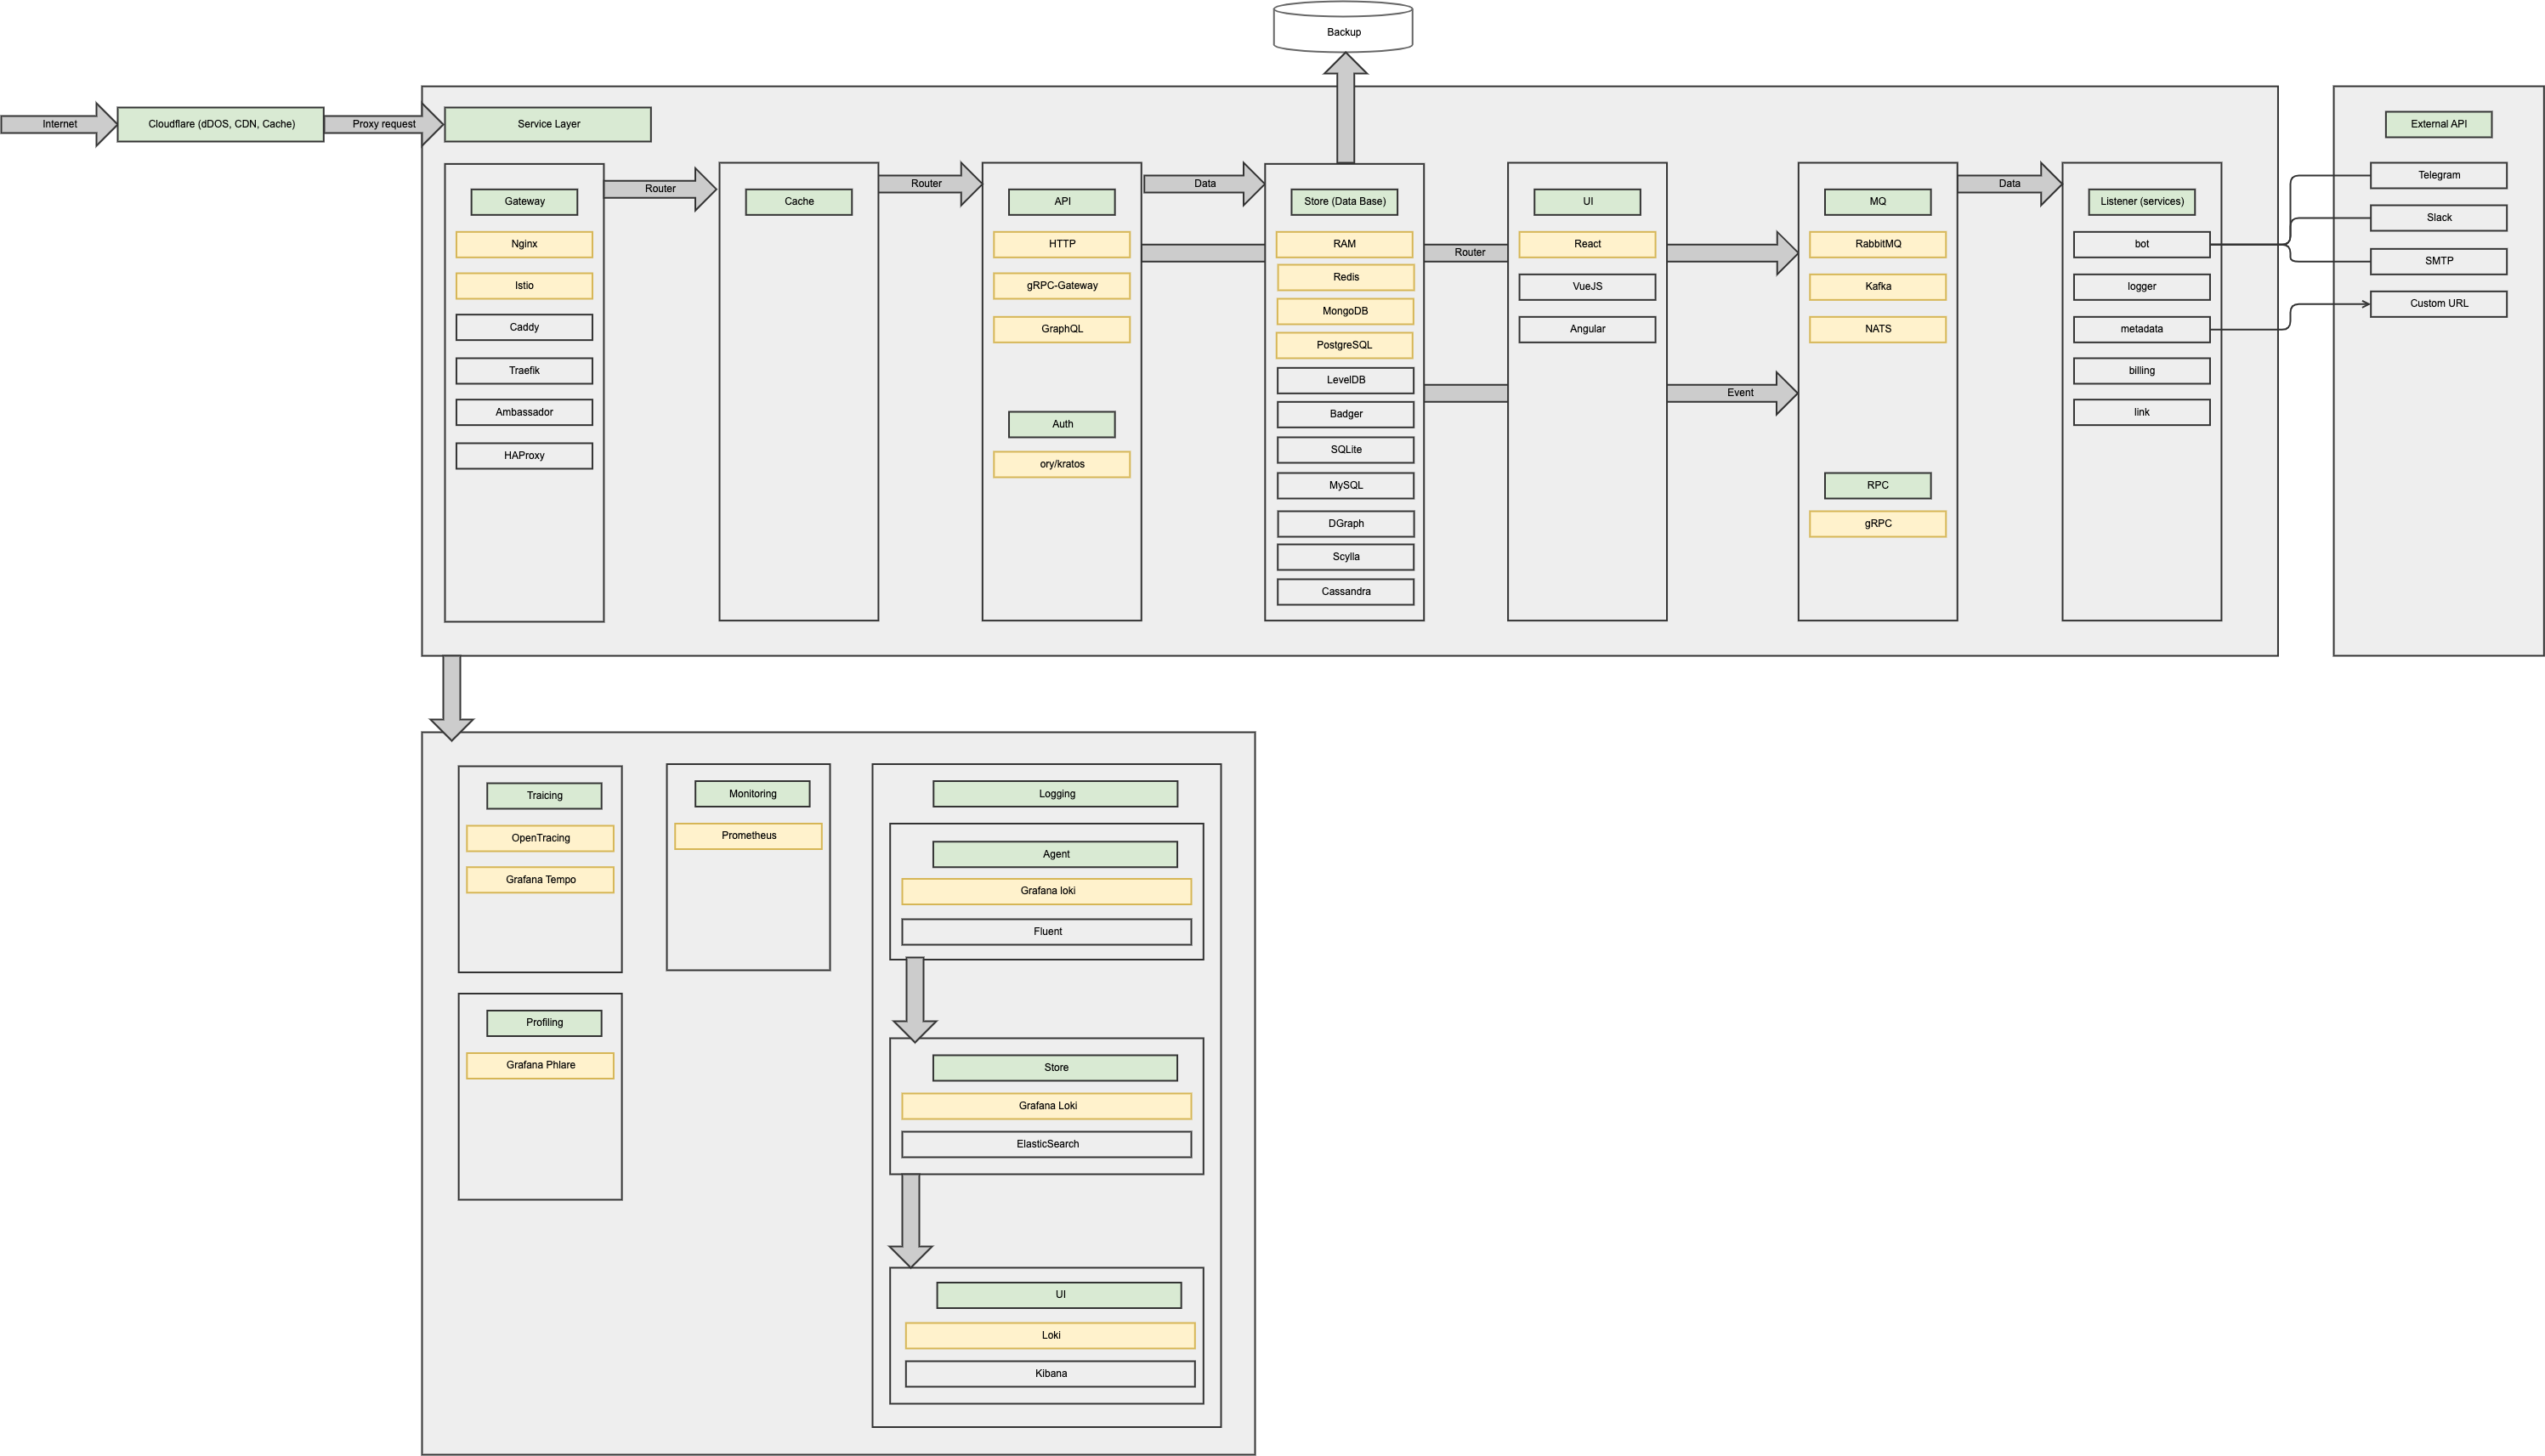 Backup
Internet
Cloudflare (dDOS, CDN, Cache)
Proxy request
Service Layer
Gateway
Nginx
Istio
Caddy
Traefik
Ambassador
HAProxy
Router
Cache
Router
API
HTTP
gRPC-Gateway
GraphQL
Auth
ory/kratos
Data
Store (Data Base)
RAM
Redis
MongoDB
PostgreSQL
LevelDB
Badger
SQLite
MySQL
DGraph
Scylla
Cassandra
Router
UI
React
VueJS
Angular
Event
MQ
RabbitMQ
Kafka
NATS
RPC
gRPC
Data
Listener (services)
bot
logger
metadata
billing
link
External API
Telegram
Slack
SMTP
Custom URL
Traicing
OpenTracing
Grafana Tempo
Profiling
Grafana Phlare
Monitoring
Prometheus
Logging
Agent
Grafana loki
Fluent
Store
Grafana Loki
ElasticSearch
UI
Loki
Kibana